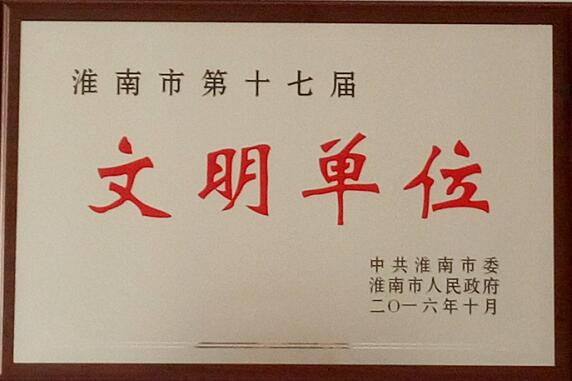 淮南市第十七届
文明单位
中共淮南市委
淮南市人民政府
二〇一六年十月